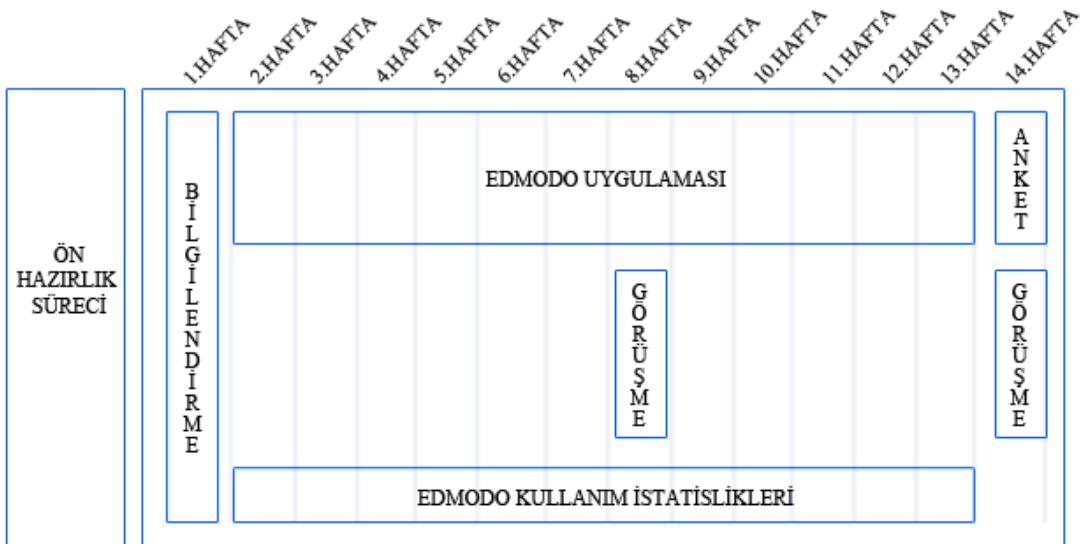 1.HAFTA
2.HAFTA
3.HAFTA
4.HAFTA
5.HAFTA
6.HAFTA
7.HAFTA
8.HAFTA
9.HAFTA
10.HAFTA
11.HAFTA
12.HAFTA
13.HAFTA
14.HAFTA
ÖN
HAZIRLIK
SÜRECİ
BİLGİLENDİRME
EDMODO UYGULAMASI
ANKET
GÖRÜŞME
GÖRÜŞME
EDMODO KULLANIM İSTATİSLİKLERİ